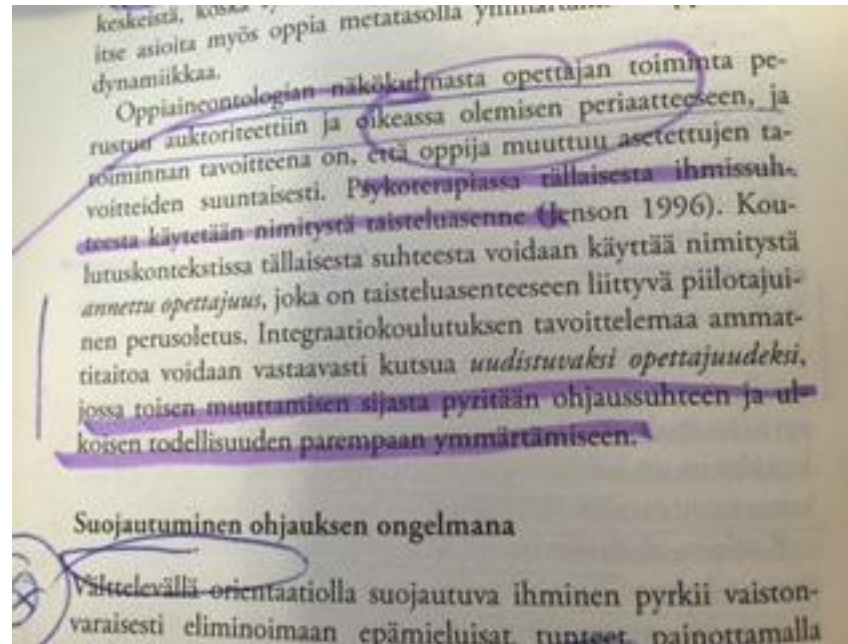 keskeistä,
itse asioita myös oppia metatasolla
dynamiikkaa.
Oppiaineontologian näkökulmasta opettajan toiminta pe-
rustuu auktoriteettiin ja oikeassa olemisen periaatteeseen, ja
toiminnan tavoitteena on, että oppija muuttuu asetettujen ta-
voitteiden suuntaisesti. Psykoterapiassa tällaisesta ihmissuh-
teesta käytetään nimitystä taisteluasenne (Jenson 1996). Kou-
lutuskontekstissa tällaisesta suhteesta voidaan käyttää nimitystä
annettu opettajuus, joka on taisteluasenteeseen liittyvä piilotajui-
nen perusoletus. Integraatiokoulutuksen tavoittelemaa ammat-
titaitoa voidaan vastaavasti kutsua uudistuvaksi opettajuudeksi,
jossa toisen muuttamisen sijasta pyritään ohjaussuhteen ja ul-
koisen todellisuuden parempaan ymmärtämiseen.
Suojautuminen ohjauksen ongelmana
Välttelevällä orientaatiolla suojautuva ihminen pyrkii vaiston-
varaisesti eliminoimaan epämieluisat tunteet painottamalla